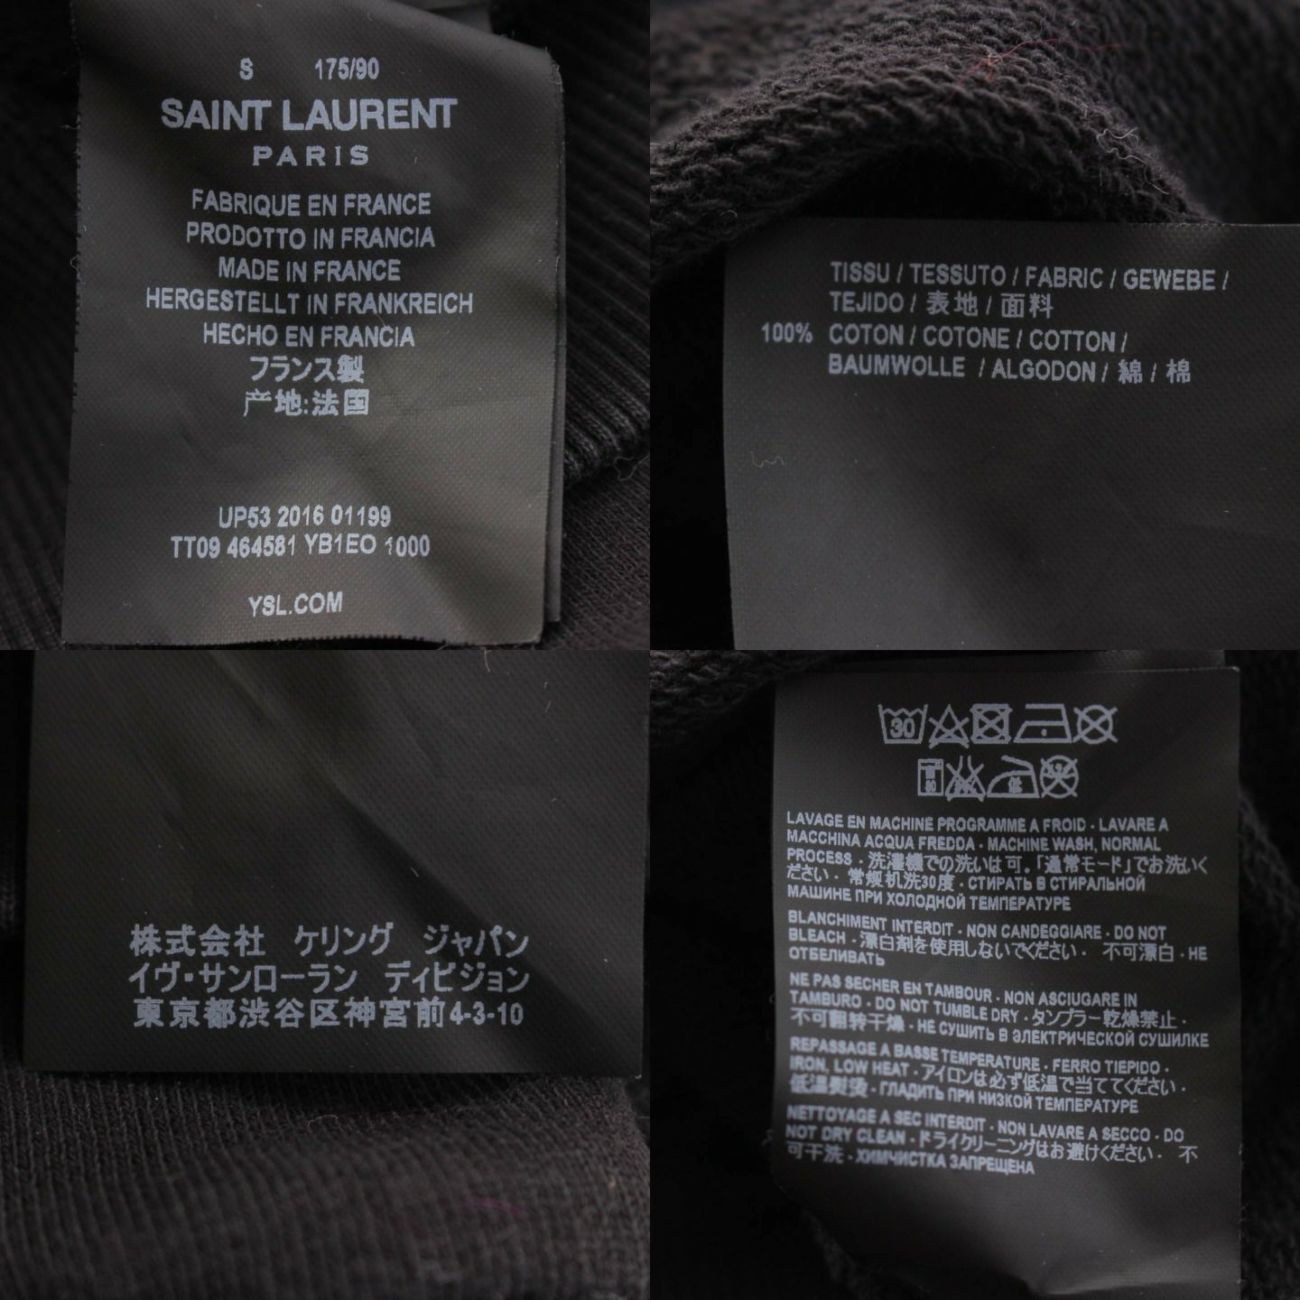 S 175/90
SAINT LAURENT
PARIS
FABRIQUE EN FRANCE
PRODOTTO IN FRANCIA
MADE IN FRANCE
HERGESTELLT IN FRANKREICH
HECHO EN FRANCIA
フランス製
产地:法国
UP53 2016 01199
TT09 464581 YB1EO 1000
YSL.COM
TISSU / TESSUTO / FABRIC / GEWEBE /
TEJIDO / 表地 / 面料
100% COTON / COTONE / COTTON /
BAUMWOLLE / ALGODON / 綿 / 棉
株式会社 ケリング ジャパン
イヴ・サンローラン ディビジョン
東京都渋谷区神宮前4-3-10
30
LAVAGE EN MACHINE PROGRAMME A FROID - LAVARE A
MACCHINA ACQUA FREDDA - MACHINE WASH, NORMAL
PROCESS - 洗濯機での洗いは可。「通常モード」でお洗いく
ださい - 常规机洗30度 - СТИРАТЬ В СТИРАЛЬНОЙ
МАШИНЕ ПРИ ХОЛОДНОЙ ТЕМПЕРАТУРЕ
BLANCHIMENT INTERDIT - NON CANDEGGIARE - DO NOT
BLEACH - 漂白剤を使用しないでください - 不可漂白 - НЕ
ОТБЕЛИВАТЬ
NE PAS SECHER EN TAMBOUR - NON ASCIUGARE IN
TAMBURO - DO NOT TUMBLE DRY - タンブラー乾燥禁止 -
不可翻转干燥 - НЕ СУШИТЬ В ЭЛЕКТРИЧЕСКОЙ СУШИЛКЕ
REPASSAGE A BASSE TEMPERATURE - FERRO TIEPIDO -
IRON, LOW HEAT - アイロンは必ず低温で当ててください -
低温熨烫 - ГЛАДИТЬ ПРИ НИЗКОЙ ТЕМПЕРАТУРЕ
NETTOYAGE A SEC INTERDIT - NON LAVARE A SECCO - DO
NOT DRY CLEAN - ドライクリーニングはお避けください - 不
可干洗 - ХИМЧИСТКА ЗАПРЕЩЕНА